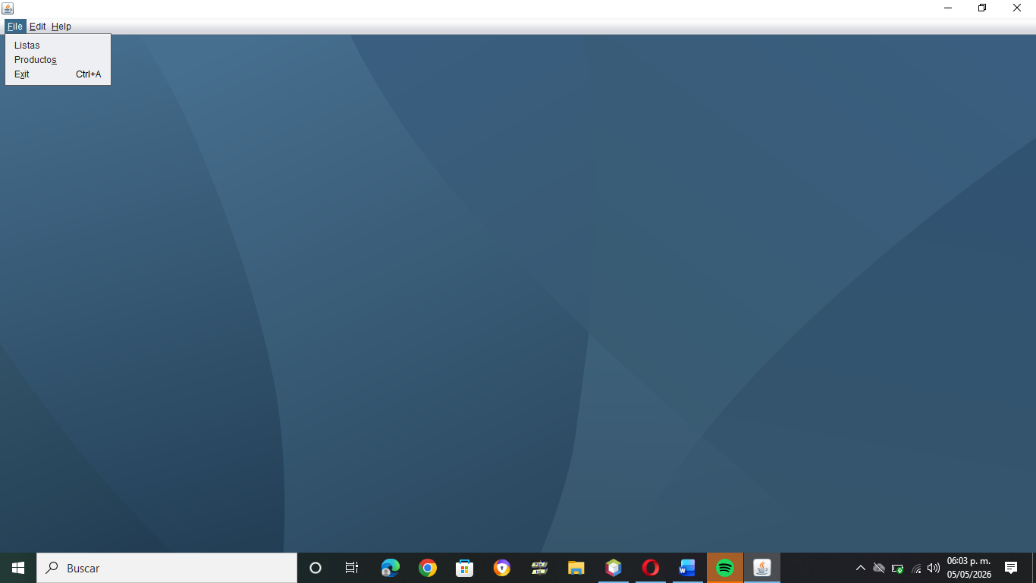 File Edit Help
Listas
Productos
Exit Ctrl+A
Buscar
06:03 p. m.
05/05/2026